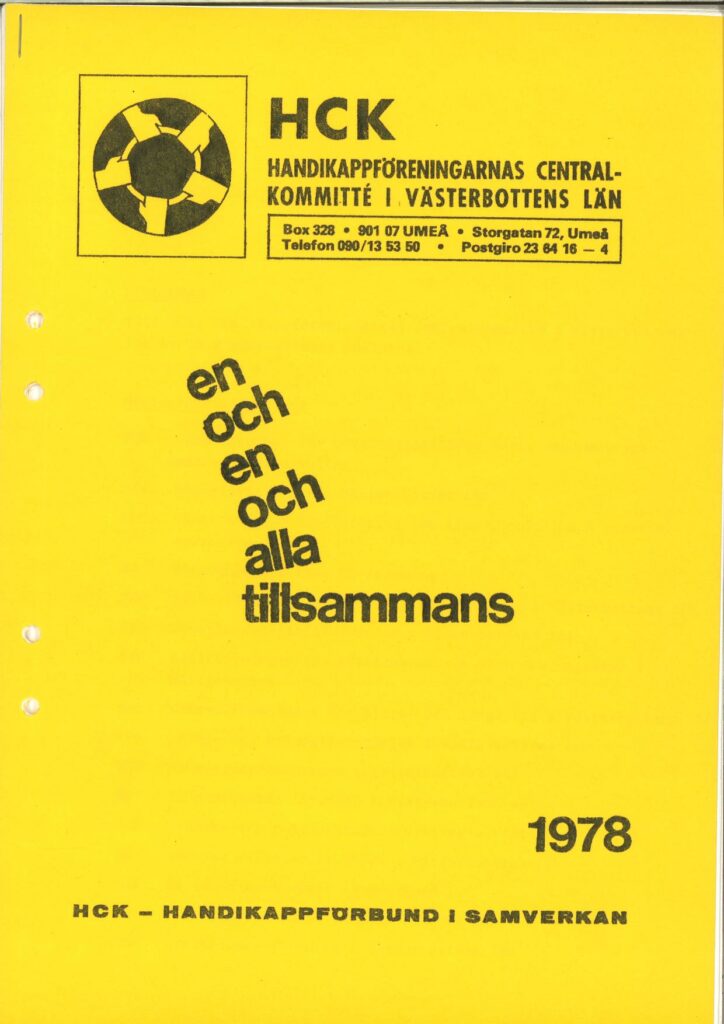 HCK
HANDIKAPPFÖRENINGARNAS CENTRAL-
KOMMITTÉ I VÄSTERBOTTENS LÄN
Box 328 • 901 07 UMEÅ • Storgatan 72, Umeå
Telefon 090/13 53 50 • Postgiro 23 64 16 — 4
en
och
en
och
alla
tillsammans
1978
HCK – HANDIKAPPFÖRBUND I SAMVERKAN